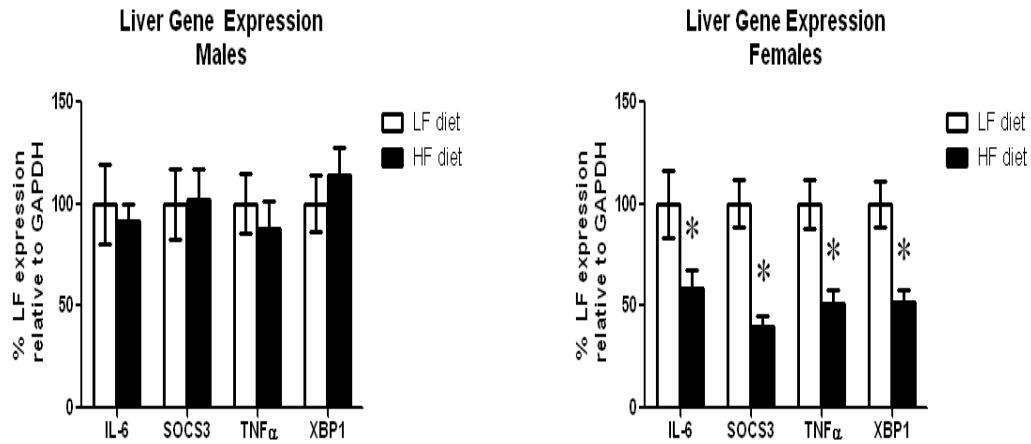 Liver Gene Expression
Males
% LF expression
relative to GAPDH
150
100
50
0
IL-6 SOCS3 TNFα XBP1
LF diet
HF diet
Liver Gene Expression
Females
% LF expression
relative to GAPDH
150
100
50
0
* * * *
IL-6 SOCS3 TNFα XBP1
LF diet
HF diet